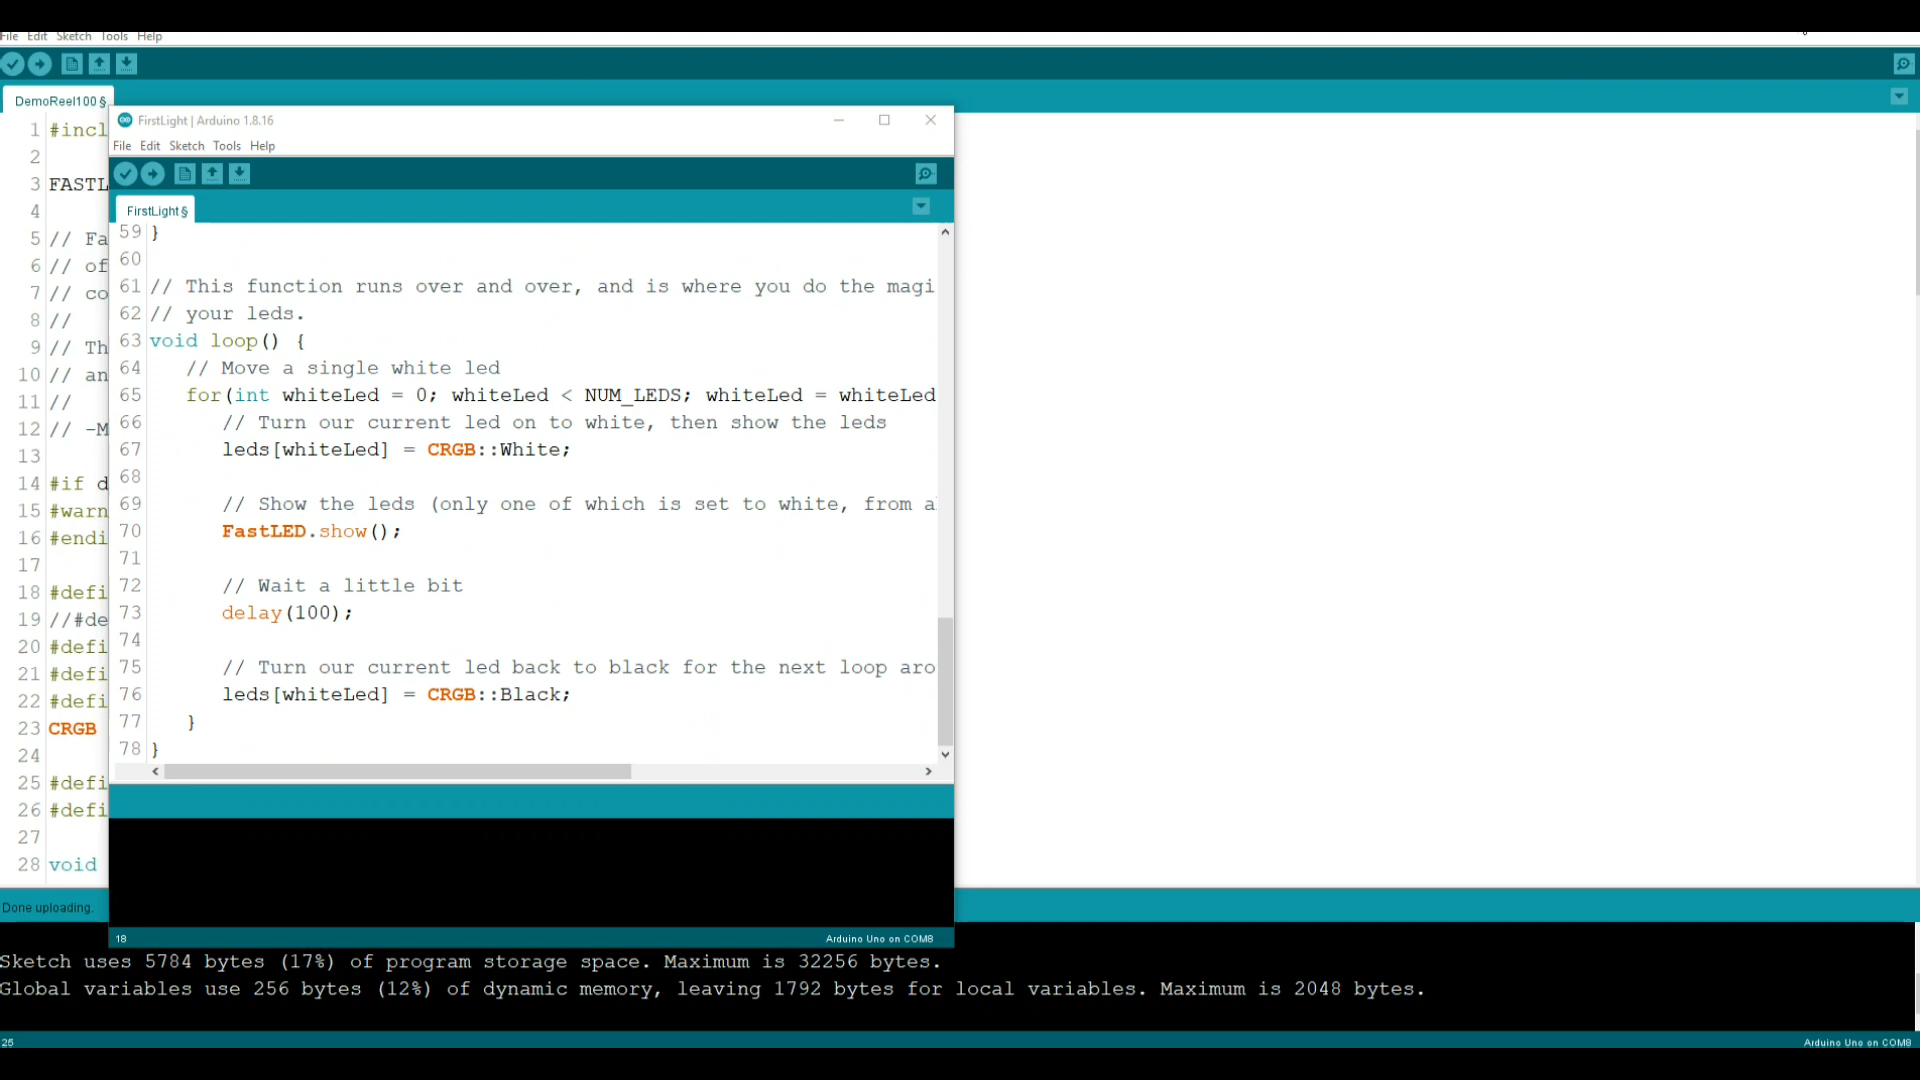 File Edit Sketch Tools Help
DemoReel100 §
1 #incl
2
3 FASTL
4
5 // Fa
6 // of
7 // co
8 //
9 // Th
10 // an
11 //
12 // -M
13
14 #if d
15 #warn
16 #endi
17
18 #defi
19 //#de
20 #defi
21 #defi
22 #defi
23 CRGB
24
25 #defi
26 #defi
27
28 void
FirstLight | Arduino 1.8.16
File Edit Sketch Tools Help
FirstLight §
59 }
60
61 // This function runs over and over, and is where you do the magi
62 // your leds.
63 void loop() {
64 // Move a single white led
65 for(int whiteLed = 0; whiteLed < NUM_LEDS; whiteLed = whiteLed
66 // Turn our current led on to white, then show the leds
67 leds[whiteLed] = CRGB::White;
68
69 // Show the leds (only one of which is set to white, from a
70 FastLED.show();
71
72 // Wait a little bit
73 delay(100);
74
75 // Turn our current led back to black for the next loop aro
76 leds[whiteLed] = CRGB::Black;
77 }
78 }
18 Arduino Uno on COM8
Done uploading.
Sketch uses 5784 bytes (17%) of program storage space. Maximum is 32256 bytes.
Global variables use 256 bytes (12%) of dynamic memory, leaving 1792 bytes for local variables. Maximum is 2048 bytes.
25 Arduino Uno on COM8